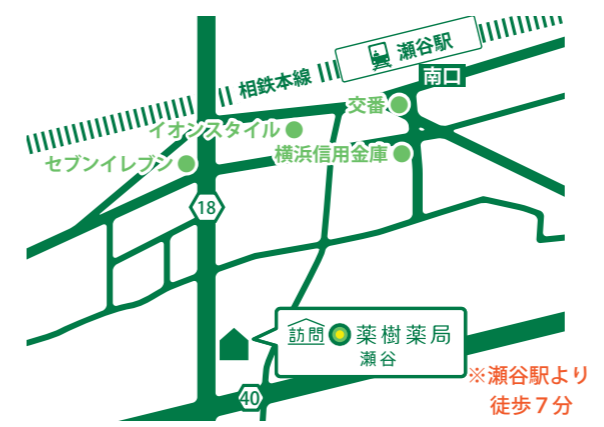 瀬谷駅
南口
相鉄本線
交番
イオンスタイル
横浜信用金庫
セブンイレブン
18
訪問 薬樹薬局
瀬谷
※瀬谷駅より
徒歩7分
40